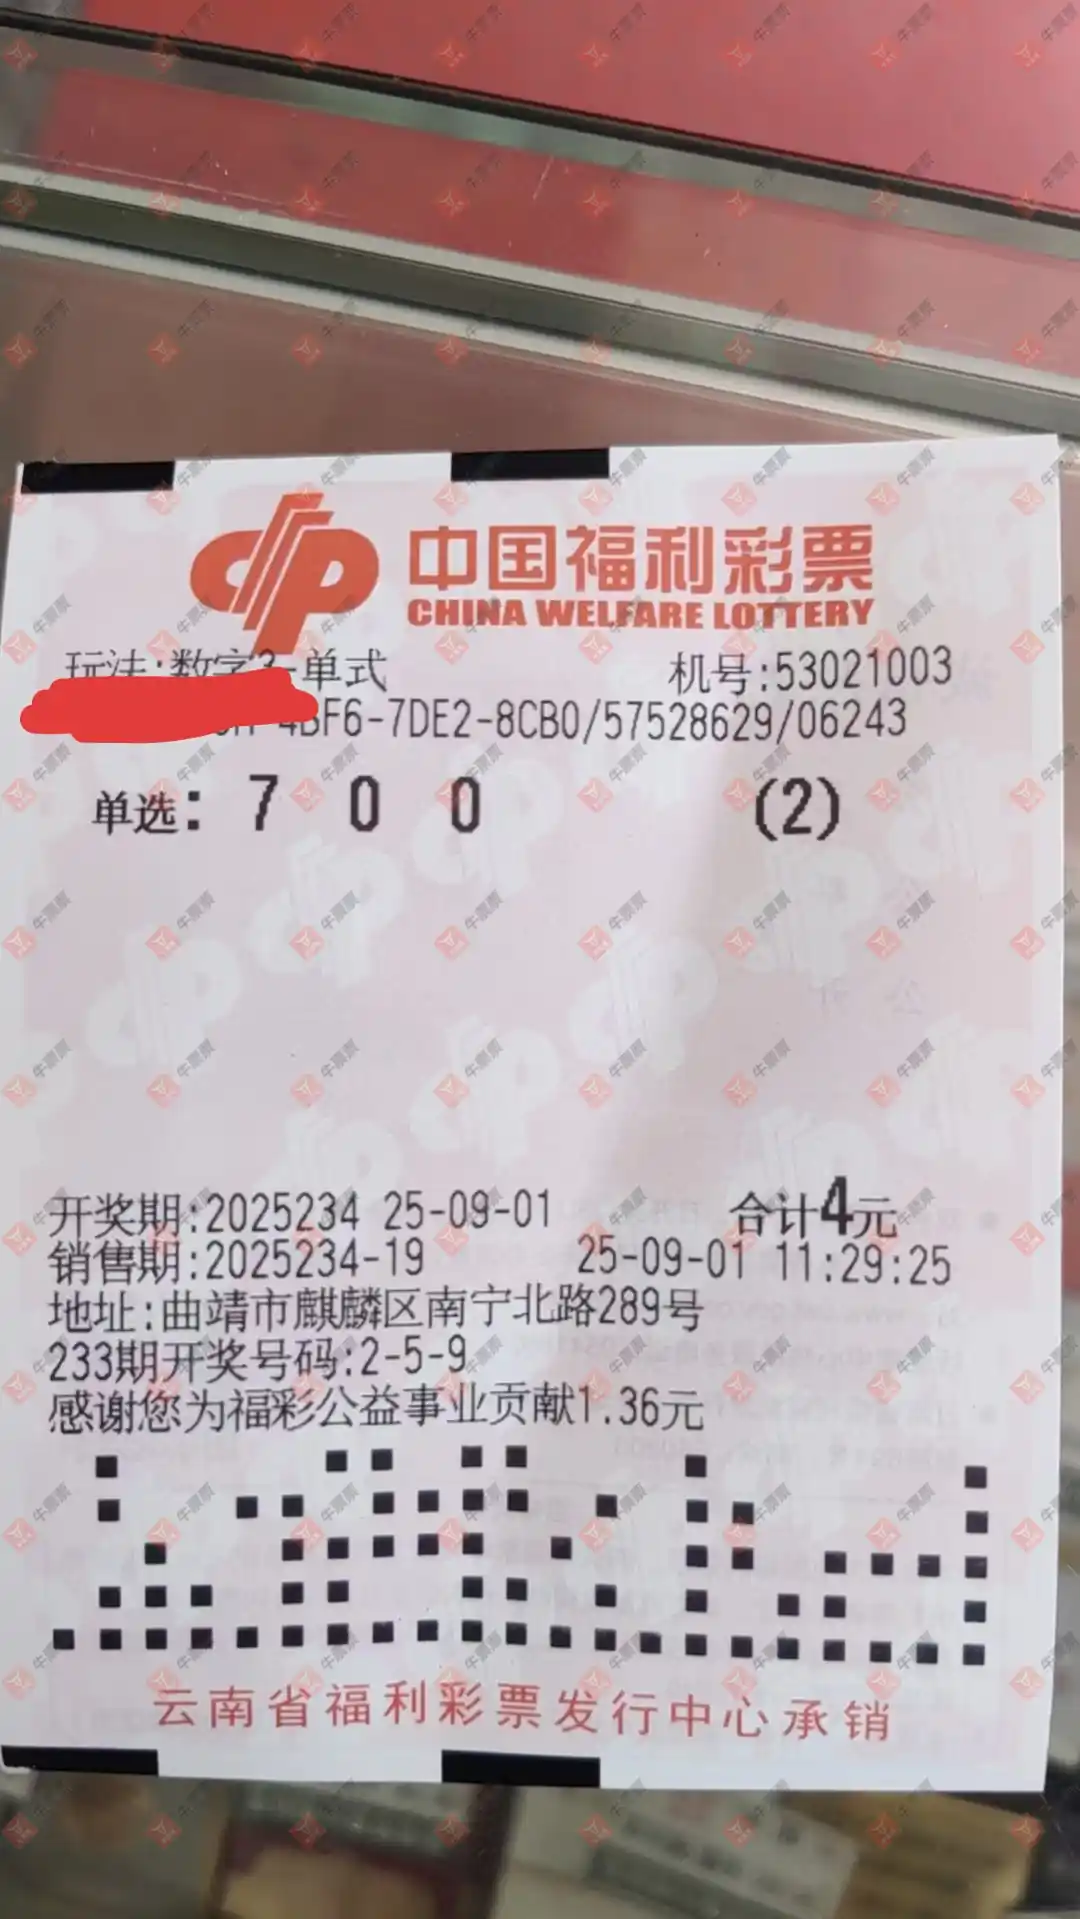 中国福利彩票
CHINA WELFARE LOTTERY
玩法:数字3-单式 机号:53021003
4BF6-7DE2-8CB0/57528629/06243
单选: 7 0 0 (2)
开奖期:2025234 25-09-01 合计4元
销售期:2025234-19 25-09-01 11:29:25
地址:曲靖市麒麟区南宁北路289号
233期开奖号码:2-5-9
感谢您为福彩公益事业贡献1.36元
云南省福利彩票发行中心承销
牛票票